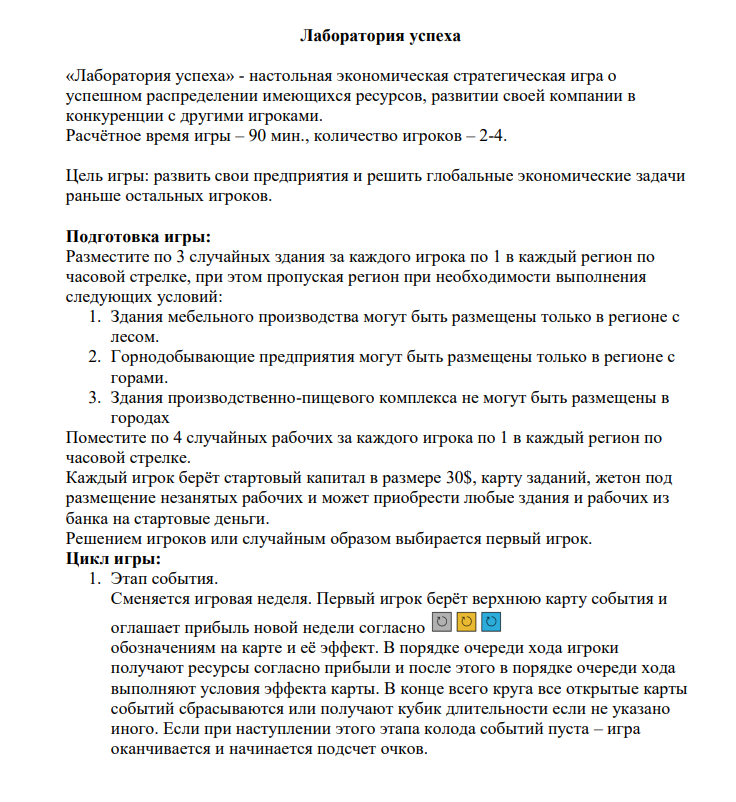 Лаборатория успеха
«Лаборатория успеха» - настольная экономическая стратегическая игра о
успешном распределении имеющихся ресурсов, развитии своей компании в
конкуренции с другими игроками.
Расчётное время игры – 90 мин., количество игроков – 2-4.
Цель игры: развить свои предприятия и решить глобальные экономические задачи
раньше остальных игроков.
Подготовка игры:
Разместите по 3 случайных здания за каждого игрока по 1 в каждый регион по
часовой стрелке, при этом пропуская регион при необходимости выполнения
следующих условий:
1. Здания мебельного производства могут быть размещены только в регионе с
лесом.
2. Горнодобывающие предприятия могут быть размещены только в регионе с
горами.
3. Здания производственно-пищевого комплекса не могут быть размещены в
городах
Поместите по 4 случайных рабочих за каждого игрока по 1 в каждый регион по
часовой стрелке.
Каждый игрок берёт стартовый капитал в размере 30$, карту заданий, жетон под
размещение незанятых рабочих и может приобрести любые здания и рабочих из
банка на стартовые деньги.
Решением игроков или случайным образом выбирается первый игрок.
Цикл игры:
1. Этап события.
Сменяется игровая неделя. Первый игрок берёт верхнюю карту события и
оглашает прибыль новой недели согласно
обозначениям на карте и её эффект. В порядке очереди хода игроки
получают ресурсы согласно прибыли и после этого в порядке очереди хода
выполняют условия эффекта карты. В конце всего круга все открытые карты
событий сбрасываются или получают кубик длительности если не указано
иного. Если при наступлении этого этапа колода событий пуста – игра
оканчивается и начинается подсчет очков.